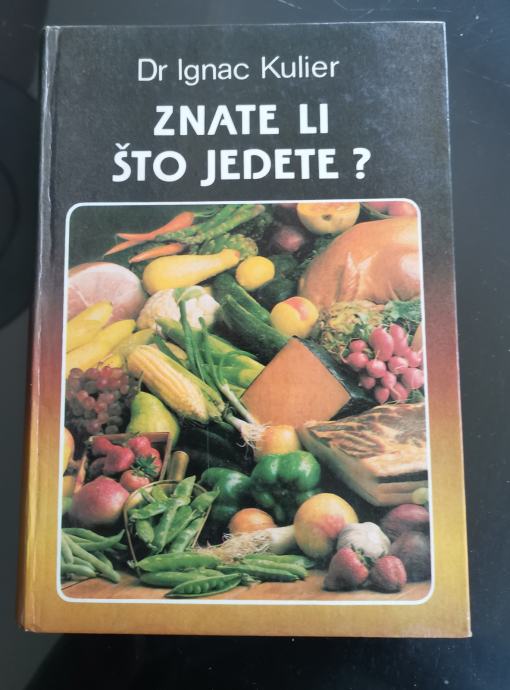 Dr Ignac Kulier
ZNATE LI
ŠTO JEDETE ?